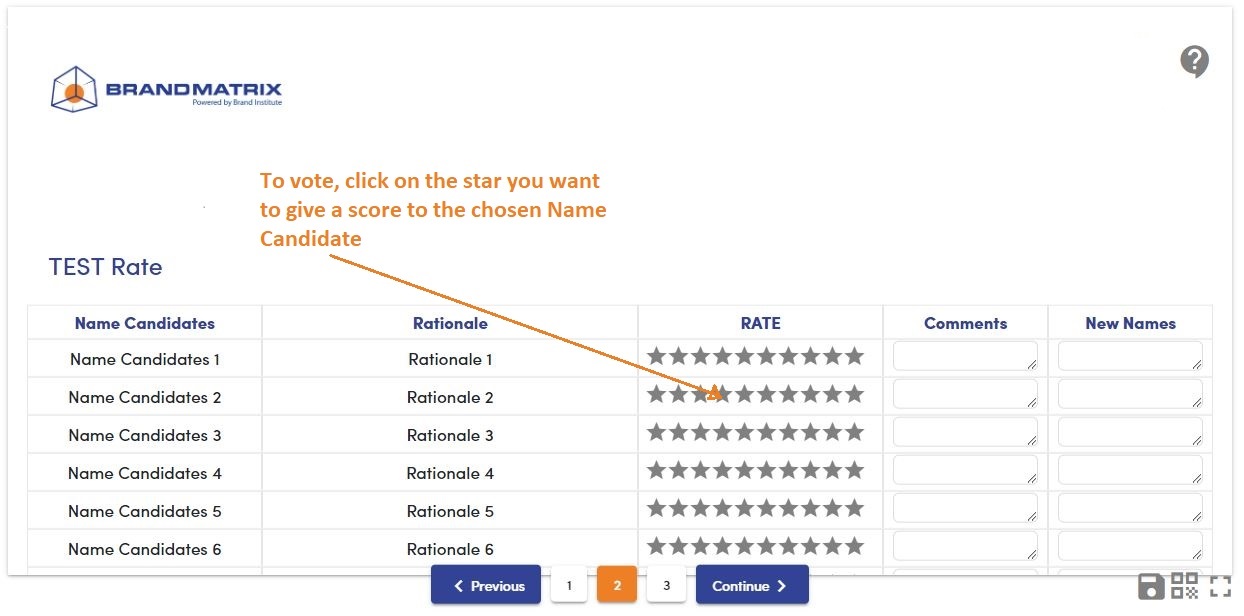 ?
BRANDMATRIX
Powered by Brand Institute
To vote, click on the star you want
to give a score to the chosen Name
Candidate
TEST Rate
Name Candidates Rationale RATE Comments New Names
Name Candidates 1 Rationale 1
Name Candidates 2 Rationale 2
Name Candidates 3 Rationale 3
Name Candidates 4 Rationale 4
Name Candidates 5 Rationale 5
Name Candidates 6 Rationale 6
Previous 1 2 3 Continue